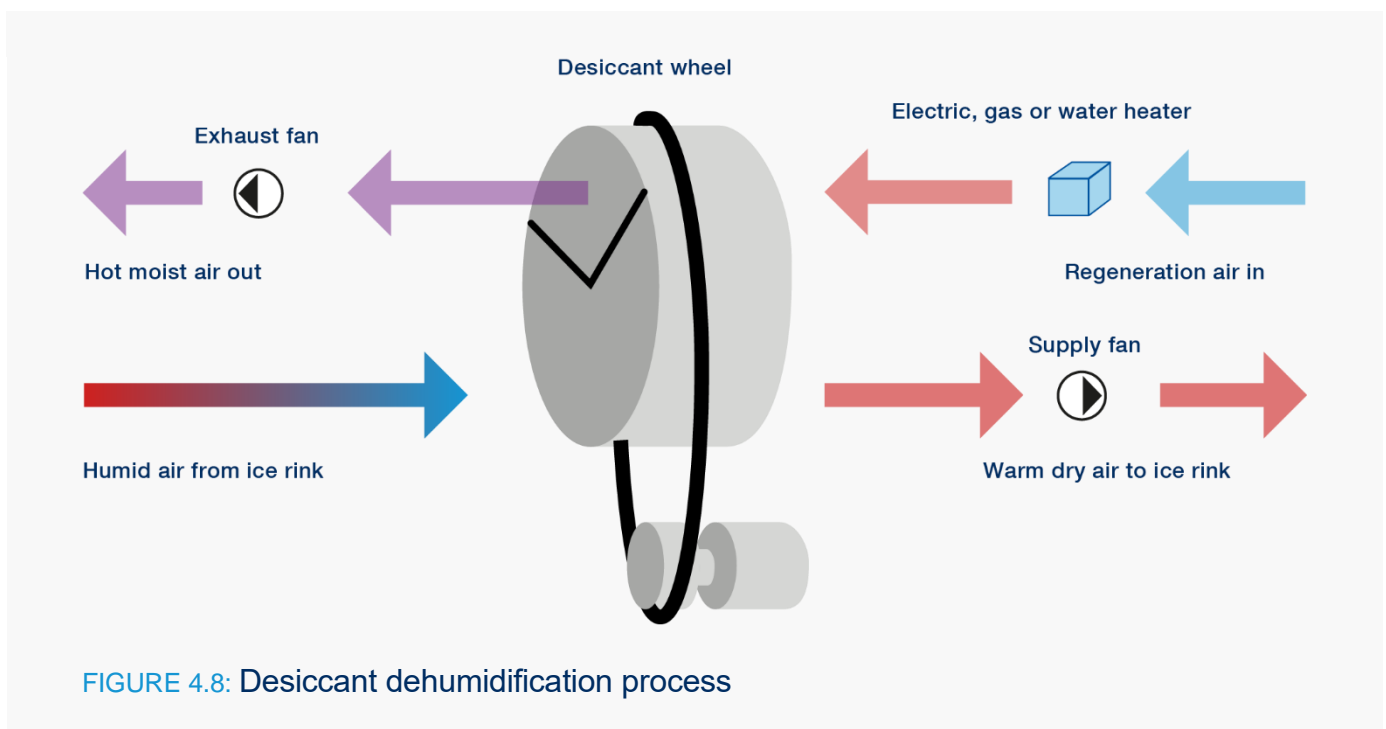 Desiccant wheel
Electric, gas or water heater
Exhaust fan
Hot moist air out
Regeneration air in
Supply fan
Humid air from ice rink
Warm dry air to ice rink
FIGURE 4.8: Desiccant dehumidification process